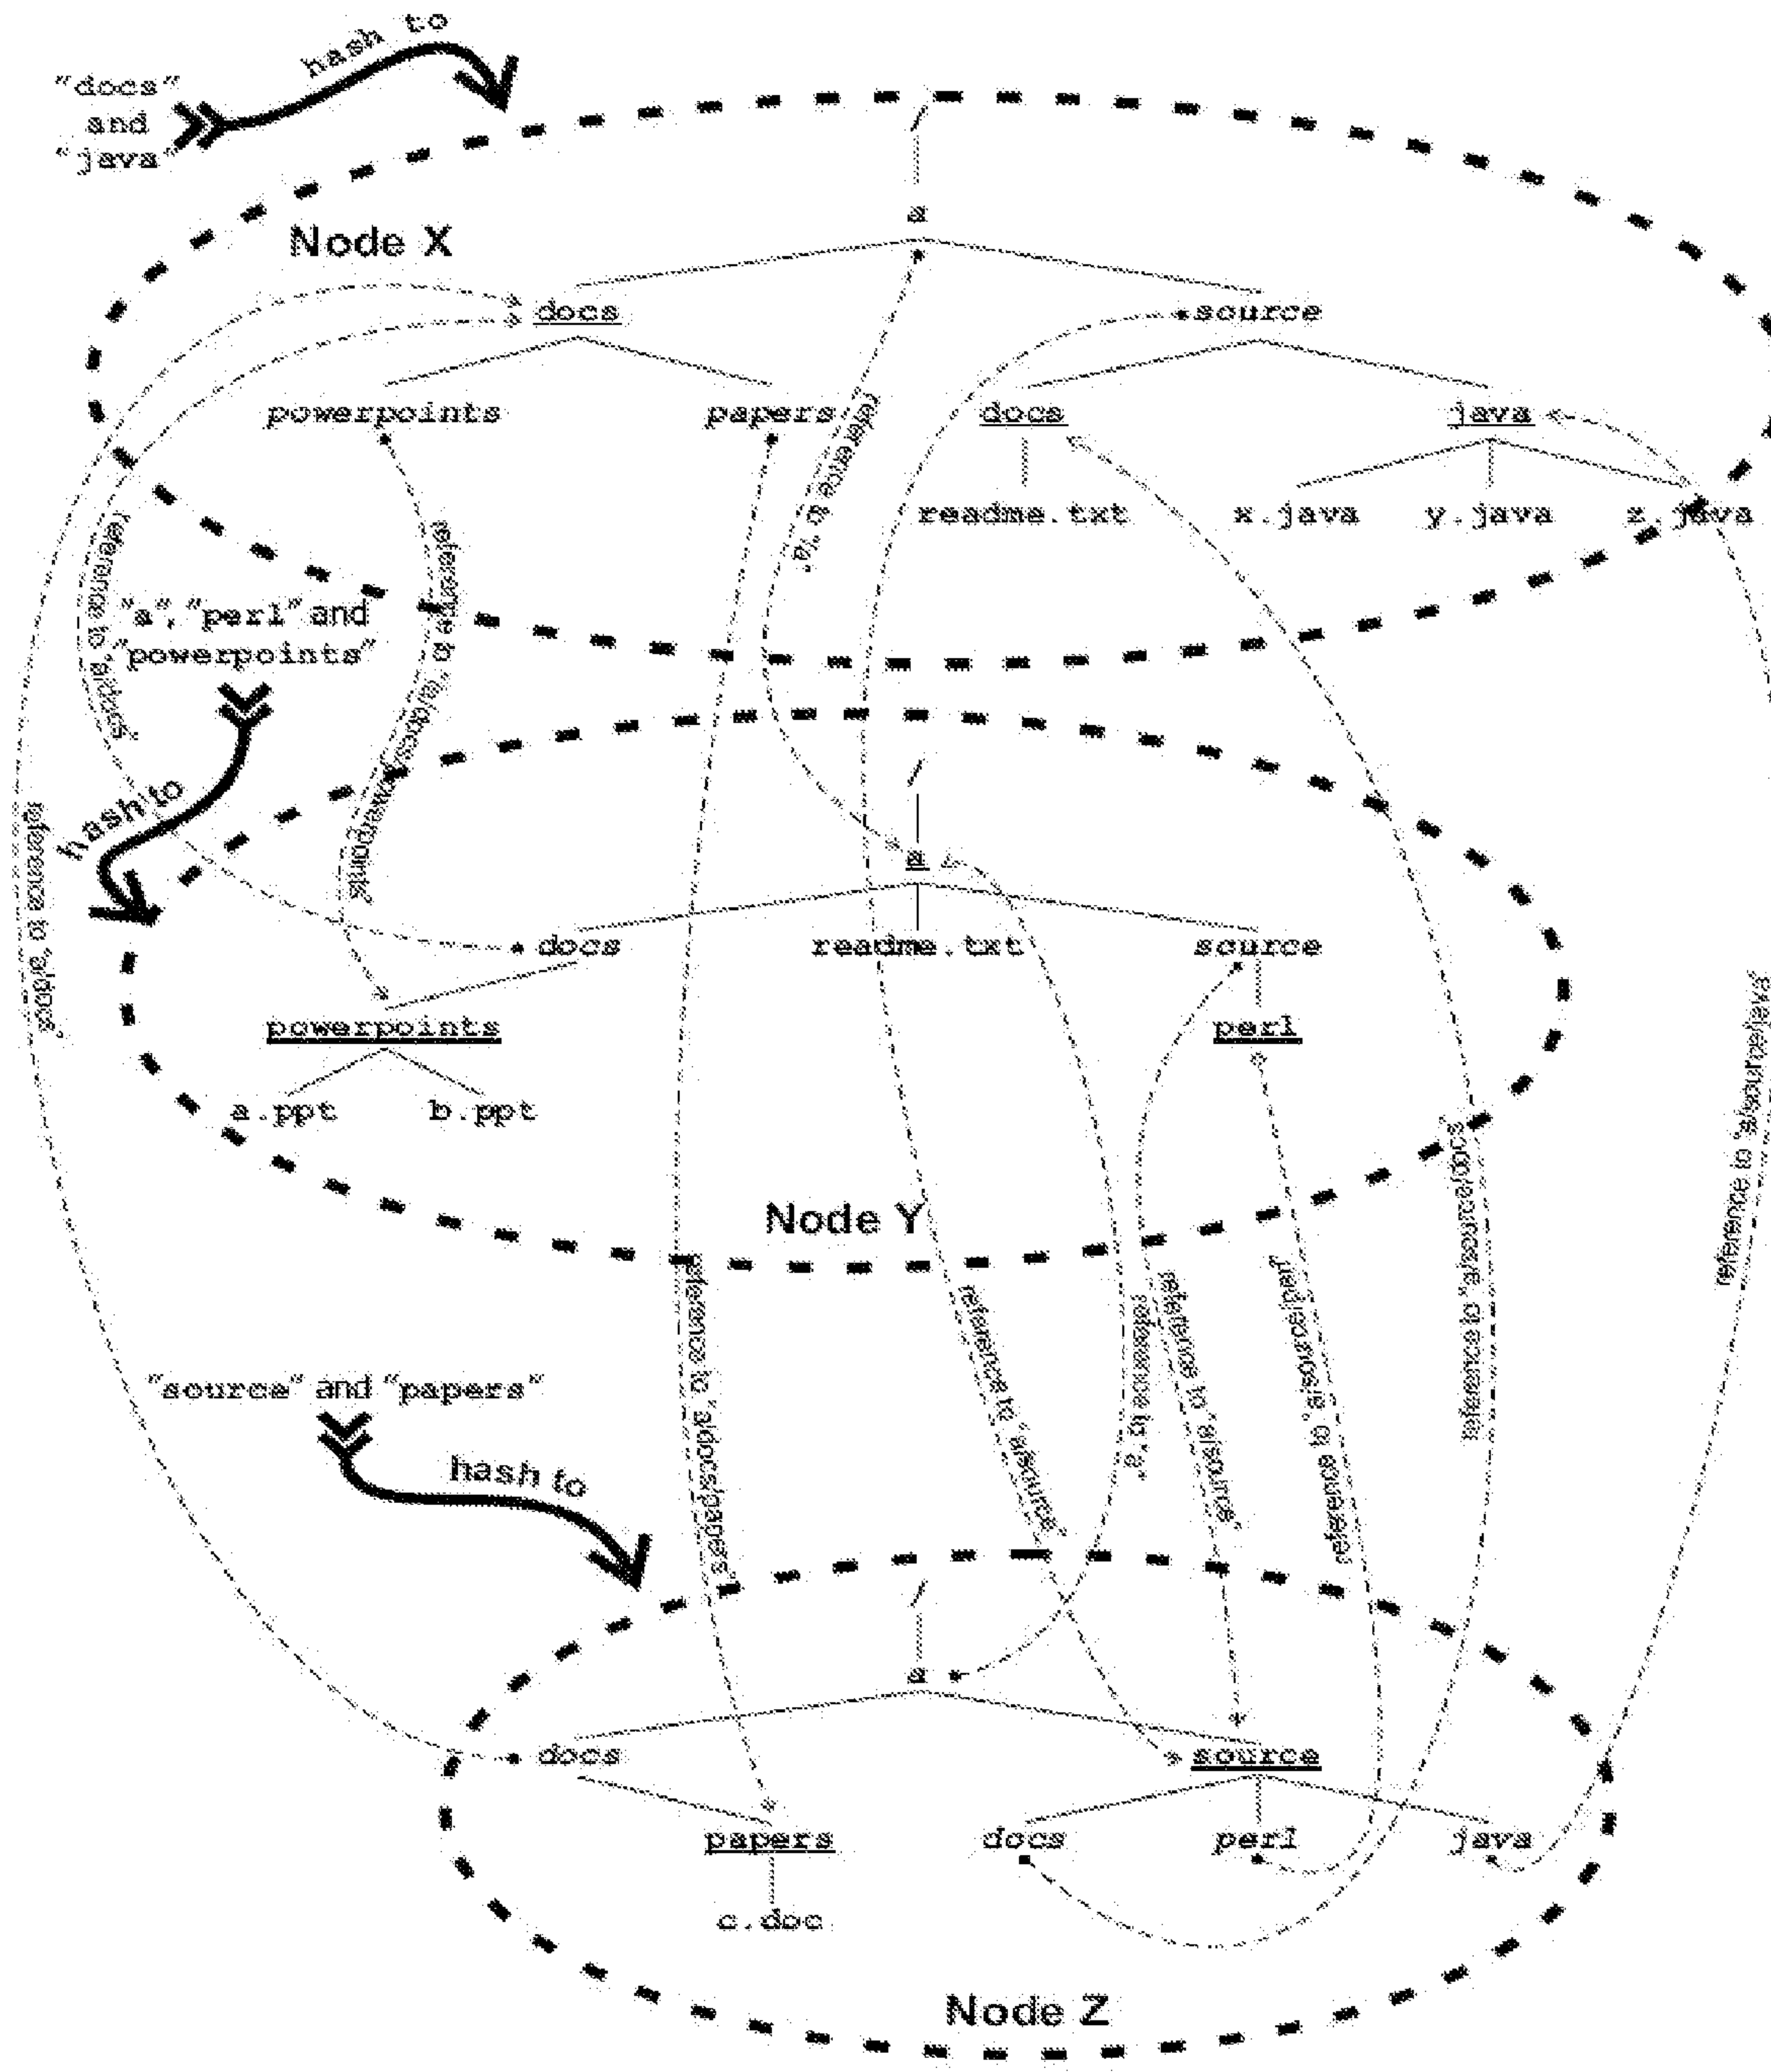 hash to
"docs"
and
"java"
/
a
Node X
docs
source
powerpoints
papers
docs
java
readme.txt
x.java
y.java
z.java
reference to "a"
reference to "a/docs"
reference to "a/docs/powerpoints"
"a", "perl" and
"powerpoints"
hash to
/
a
docs
readme.txt
source
powerpoints
perl
a.ppt
b.ppt
Node Y
reference to "a/docs"
reference to "a/docs/papers"
reference to "a/source"
reference to "a"
reference to "a/source"
reference to "a/source/perl"
reference to "a/source/docs"
reference to "a/source/java"
"source" and "papers"
hash to
/
a
docs
source
papers
docs
perl
java
c.doc
Node Z